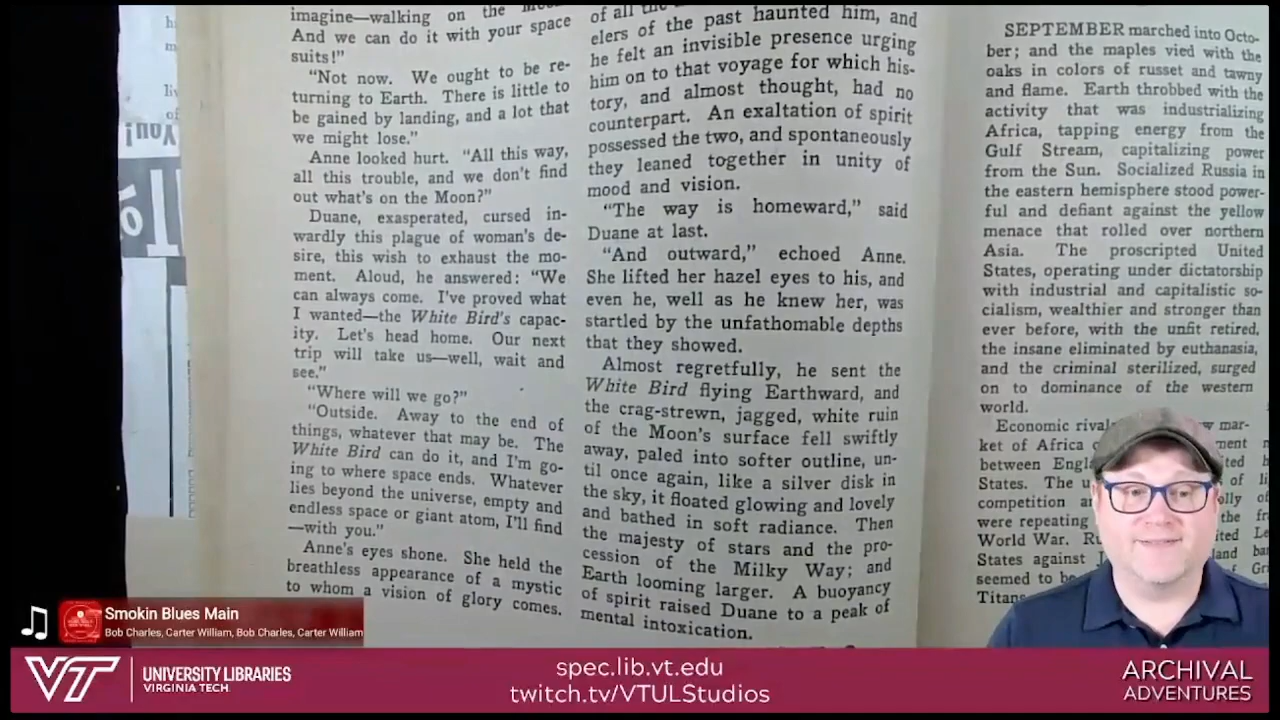 imagine—walking on the
And we can do it with your space
suits!"
"Not now. We ought to be re-
turning to Earth. There is little to
be gained by landing, and a lot that
we might lose."
Anne looked hurt. "All this way,
all this trouble, and we don't find
out what's on the Moon?"
Duane, exasperated, cursed in-
wardly this plague of woman's de-
sire, this wish to exhaust the mo-
ment. Aloud, he answered: "We
can always come. I've proved what
I wanted—the White Bird's capac-
ity. Let's head home. Our next
trip will take us—well, wait and
see."
"Where will we go?"
"Outside. Away to the end of
things, whatever that may be. The
White Bird can do it, and I'm go-
ing to where space ends. Whatever
lies beyond the universe, empty and
endless space or giant atom, I'll find
—with you."
Anne's eyes shone. She held the
breathless appearance of a mystic
to whom a vision of glory comes.
of all the
elers of the past haunted him, and
he felt an invisible presence urging
him on to that voyage for which his-
tory, and almost thought, had no
counterpart. An exaltation of spirit
possessed the two, and spontaneously
they leaned together in unity of
mood and vision.
"The way is homeward," said
Duane at last.
"And outward," echoed Anne.
She lifted her hazel eyes to his, and
even he, well as he knew her, was
startled by the unfathomable depths
that they showed.
Almost regretfully, he sent the
White Bird flying Earthward, and
the crag-strewn, jagged, white ruin
of the Moon's surface fell swiftly
away, paled into softer outline, un-
til once again, like a silver disk in
the sky, it floated glowing and lovely
and bathed in soft radiance. Then
the majesty of stars and the pro-
cession of the Milky Way; and
Earth looming larger. A buoyancy
of spirit raised Duane to a peak of
mental intoxication.
SEPTEMBER marched into Octo-
ber; and the maples vied with the
oaks in colors of russet and tawny
and flame. Earth throbbed with the
activity that was industrializing
Africa, tapping energy from the
Gulf Stream, capitalizing power
from the Sun. Socialized Russia in
the eastern hemisphere stood power-
ful and defiant against the yellow
menace that rolled over northern
Asia. The proscripted United
States, operating under dictatorship
with industrial and capitalistic so-
cialism, wealthier and stronger than
ever before, with the unfit retired,
the insane eliminated by euthanasia,
and the criminal sterilized, surged
on to dominance of the western
world.
Economic mar-
ket of Africa
between
States. The
competition
were repeating
World War.
States against
seemed to be
Titans
Smokin Blues Main
Bob Charles, Carter William, Bob Charles, Carter William
VT UNIVERSITY LIBRARIES
VIRGINIA TECH.
spec.lib.vt.edu
twitch.tv/VTULStudios
ARCHIVAL
ADVENTURES